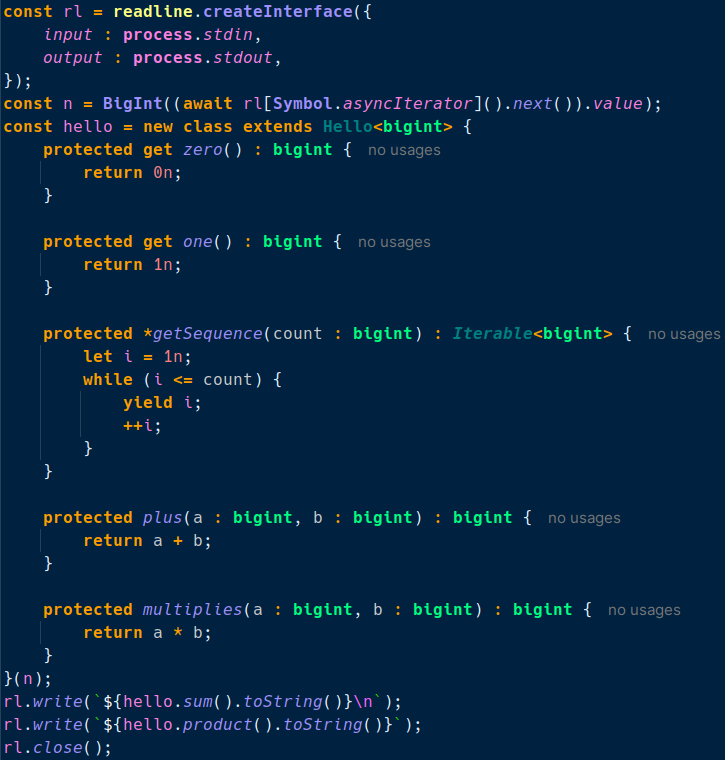 const rl = readline.createInterface({
    input : process.stdin,
    output : process.stdout,
});
const n = BigInt((await rl[Symbol.asyncIterator]().next()).value);
const hello = new class extends Hello<bigint> {
    protected get zero() : bigint {   no usages
        return 0n;
    }

    protected get one() : bigint {   no usages
        return 1n;
    }

    protected *getSequence(count : bigint) : Iterable<bigint> {   no usages
        let i = 1n;
        while (i <= count) {
            yield i;
            ++i;
        }
    }

    protected plus(a : bigint, b : bigint) : bigint {   no usages
        return a + b;
    }

    protected multiplies(a : bigint, b : bigint) : bigint {   no usages
        return a * b;
    }
}(n);
rl.write(`${hello.sum().toString()}\n`);
rl.write(`${hello.product().toString()}`);
rl.close();